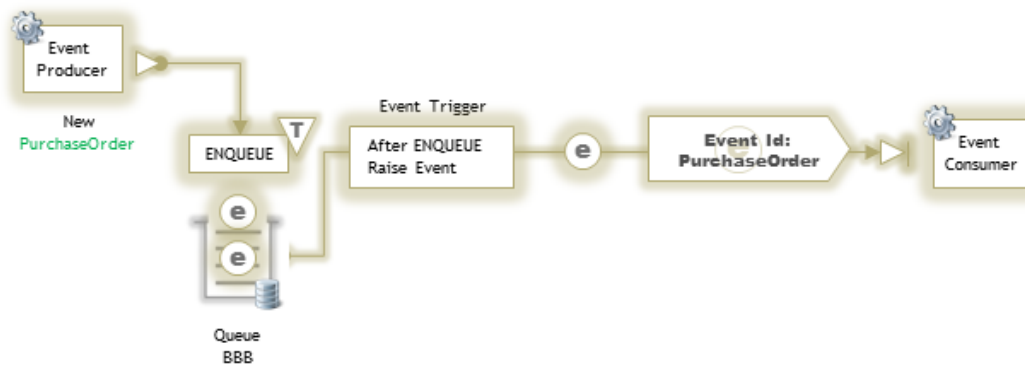 Event
Producer
New
PurchaseOrder
ENQUEUE
T
Event Trigger
After ENQUEUE
Raise Event
e
e
e
Event Id:
PurchaseOrder
Event
Consumer
Queue
BBB